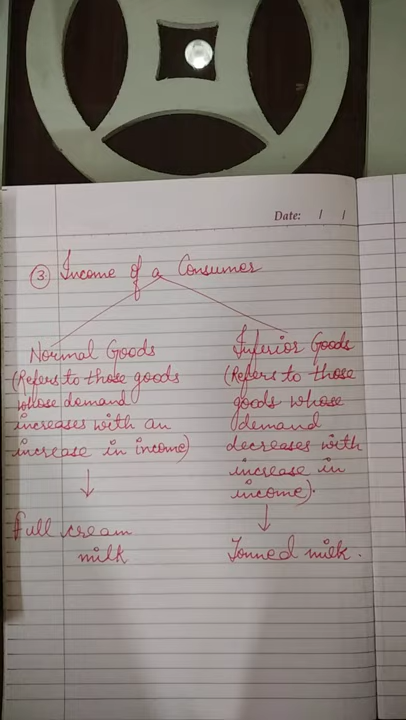 Date: / /
③ Income of a Consumer
Normal Goods
(Refers to those goods
whose demand
increases with an
increase in income)
↓
Full cream
milk
Inferior Goods
(Refers to those
goods whose
demand
decreases with
increase in
income).
↓
Tonned milk.